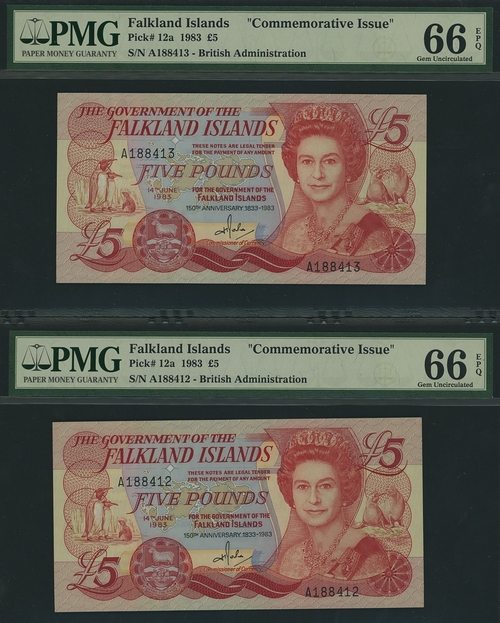 PMG
PAPER MONEY GUARANTY
Falkland Islands "Commemorative Issue"
Pick# 12a 1983 £5
S/N A188413 - British Administration
66
EPQ
Gem Uncirculated
THE GOVERNMENT OF THE
FALKLAND ISLANDS
£5
A188413
THESE NOTES ARE LEGAL TENDER
FOR THE PAYMENT OF ANY AMOUNT
FIVE POUNDS
14TH JUNE
1983
FOR THE GOVERNMENT OF THE
FALKLAND ISLANDS
150TH ANNIVERSARY, 1833-1983
£5
A188413
PMG
PAPER MONEY GUARANTY
Falkland Islands "Commemorative Issue"
Pick# 12a 1983 £5
S/N A188412 - British Administration
66
EPQ
Gem Uncirculated
THE GOVERNMENT OF THE
FALKLAND ISLANDS
£5
A188412
THESE NOTES ARE LEGAL TENDER
FOR THE PAYMENT OF ANY AMOUNT
FIVE POUNDS
14TH JUNE
1983
FOR THE GOVERNMENT OF THE
FALKLAND ISLANDS
150TH ANNIVERSARY, 1833-1983
£5
A188412